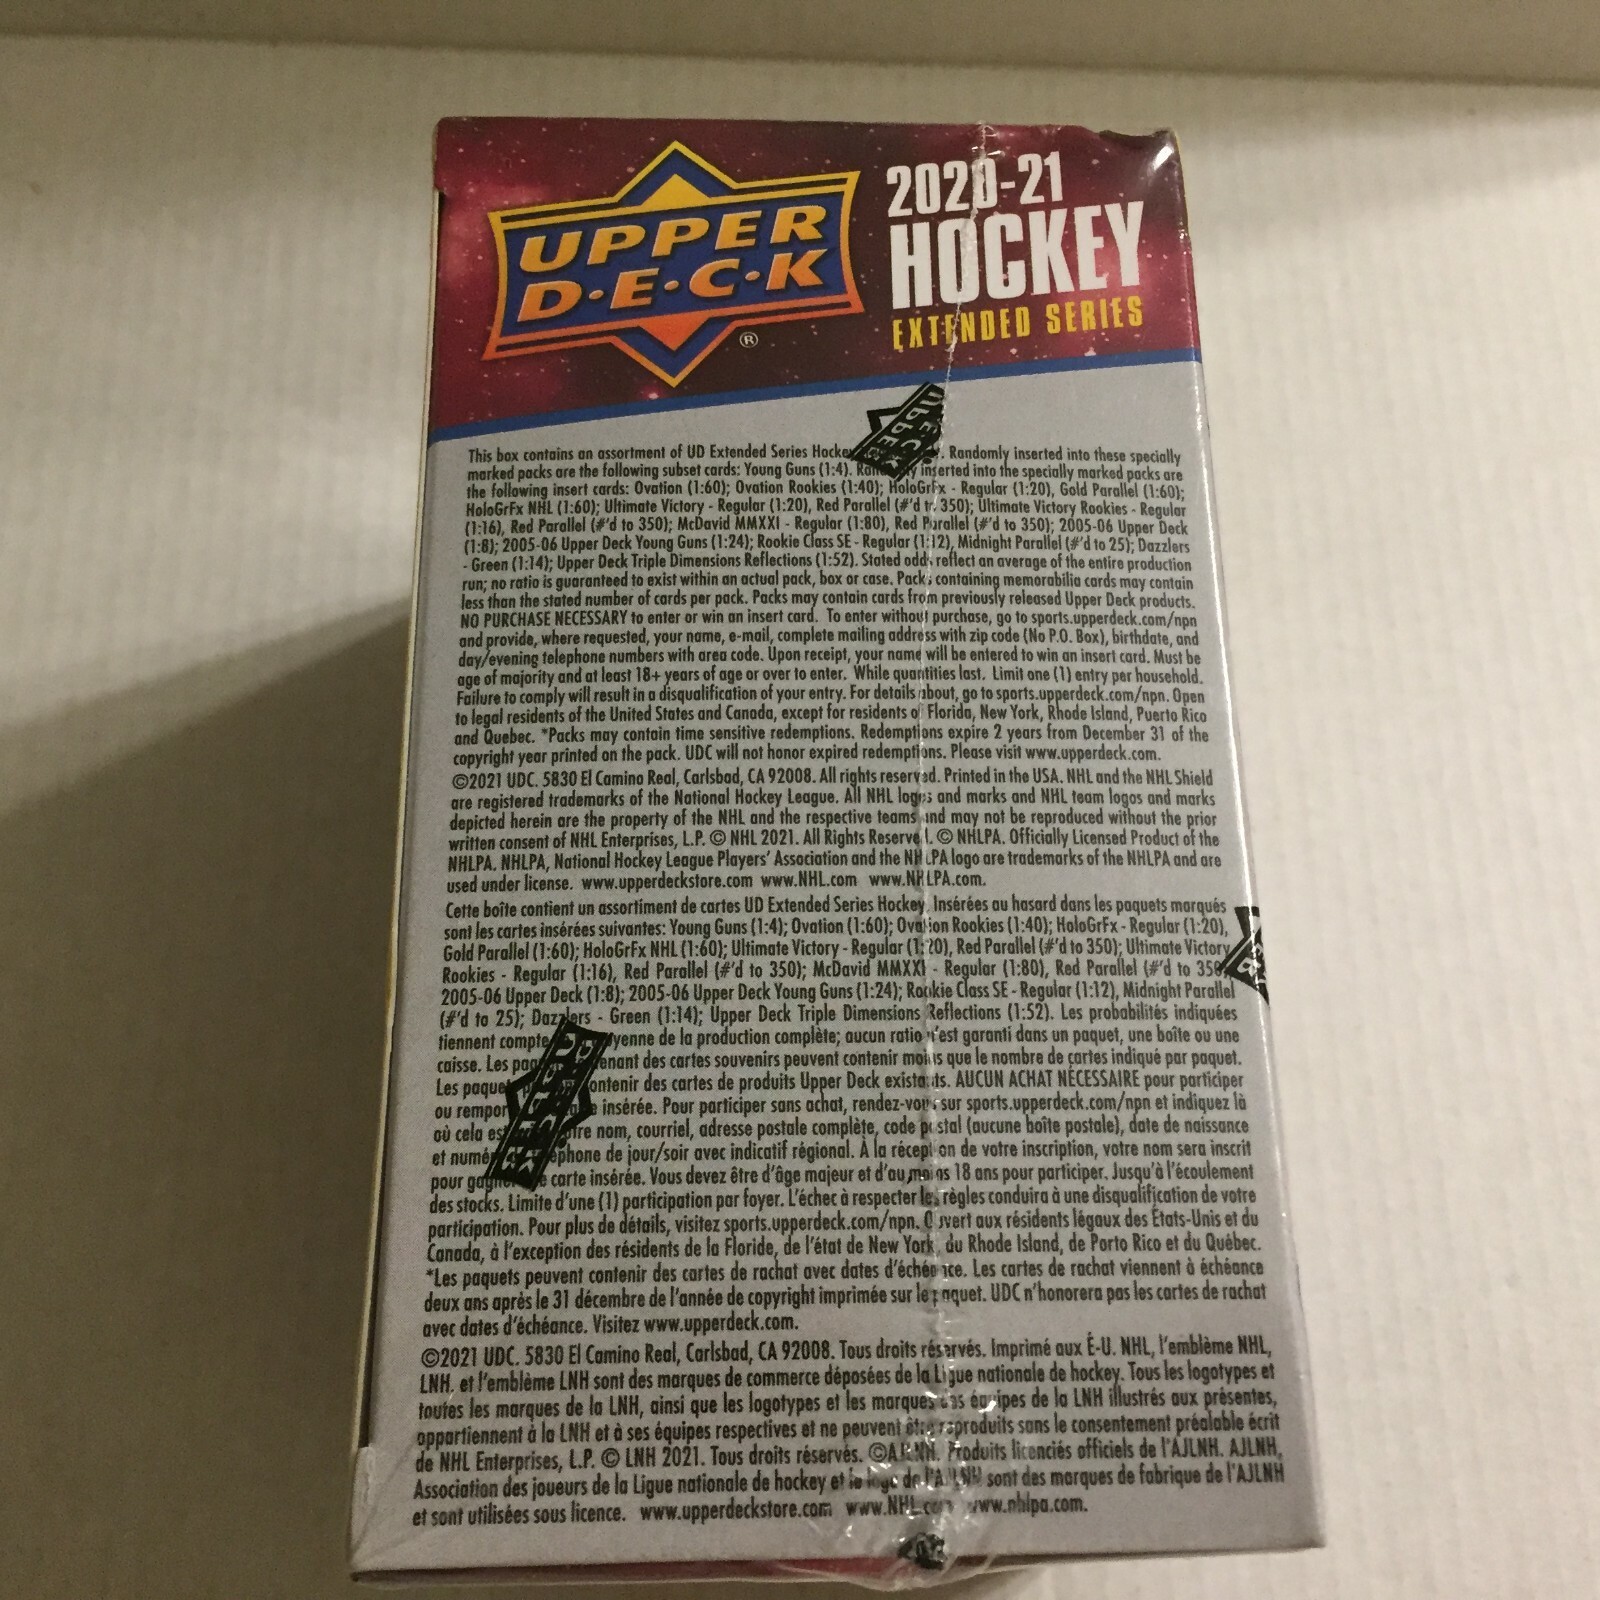 UPPER
D·E·C·K
®
2020-21
HOCKEY
EXTENDED SERIES
This box contains an assortment of UD Extended Series Hockey. Randomly inserted into these specially
marked packs are the following subset cards: Young Guns (1:4). Randomly inserted into the specially marked packs are
the following insert cards: Ovation (1:60); Ovation Rookies (1:40); HoloGrFx - Regular (1:20), Gold Parallel (1:60);
HoloGrFx NHL (1:60); Ultimate Victory - Regular (1:20), Red Parallel (#'d to 350); Ultimate Victory Rookies - Regular
(1:16), Red Parallel (#'d to 350); McDavid MMXXI - Regular (1:80), Red Parallel (#'d to 350); 2005-06 Upper Deck
(1:8); 2005-06 Upper Deck Young Guns (1:24); Rookie Class SE - Regular (1:12), Midnight Parallel (#'d to 25); Dazzlers
- Green (1:14); Upper Deck Triple Dimensions Reflections (1:52). Stated odds reflect an average of the entire production
run; no ratio is guaranteed to exist within an actual pack, box or case. Packs containing memorabilia cards may contain
less than the stated number of cards per pack. Packs may contain cards from previously released Upper Deck products.
NO PURCHASE NECESSARY to enter or win an insert card. To enter without purchase, go to sports.upperdeck.com/npn
and provide, where requested, your name, e-mail, complete mailing address with zip code (No P.O. Box), birthdate, and
day/evening telephone numbers with area code. Upon receipt, your name will be entered to win an insert card. Must be
age of majority and at least 18+ years of age or over to enter. While quantities last. Limit one (1) entry per household.
Failure to comply will result in a disqualification of your entry. For details about, go to sports.upperdeck.com/npn. Open
to legal residents of the United States and Canada, except for residents of Florida, New York, Rhode Island, Puerto Rico
and Quebec. *Packs may contain time sensitive redemptions. Redemptions expire 2 years from December 31 of the
copyright year printed on the pack. UDC will not honor expired redemptions. Please visit www.upperdeck.com.
©2021 UDC. 5830 El Camino Real, Carlsbad, CA 92008. All rights reserved. Printed in the USA. NHL and the NHL Shield
are registered trademarks of the National Hockey League. All NHL logos and marks and NHL team logos and marks
depicted herein are the property of the NHL and the respective teams and may not be reproduced without the prior
written consent of NHL Enterprises, L.P. © NHL 2021. All Rights Reserved. © NHLPA. Officially Licensed Product of the
NHLPA. NHLPA, National Hockey League Players' Association and the NHLPA logo are trademarks of the NHLPA and are
used under license. www.upperdeckstore.com www.NHL.com www.NHLPA.com.
Cette boîte contient un assortiment de cartes UD Extended Series Hockey. Insérées au hasard dans les paquets marqués
sont les cartes insérées suivantes: Young Guns (1:4); Ovation (1:60); Ovation Rookies (1:40); HoloGrFx - Regular (1:20),
Gold Parallel (1:60); HoloGrFx NHL (1:60); Ultimate Victory - Regular (1:20), Red Parallel (#'d to 350); Ultimate Victory
Rookies - Regular (1:16), Red Parallel (#'d to 350); McDavid MMXXI - Regular (1:80), Red Parallel (#'d to 350);
2005-06 Upper Deck (1:8); 2005-06 Upper Deck Young Guns (1:24); Rookie Class SE - Regular (1:12), Midnight Parallel
(#'d to 25); Dazzlers - Green (1:14); Upper Deck Triple Dimensions Reflections (1:52). Les probabilités indiquées
tiennent compte moyenne de la production complète; aucun ratio n'est garanti dans un paquet, une boîte ou une
caisse. Les paquets contenant des cartes souvenirs peuvent contenir moins que le nombre de cartes indiqué par paquet.
Les paquets peuvent contenir des cartes de produits Upper Deck existants. AUCUN ACHAT NÉCESSAIRE pour participer
ou insérée. Pour participer sans achat, rendez-vous sur sports.upperdeck.com/npn et indiquez là
où cela votre nom, courriel, adresse postale complète, code postal (aucune boîte postale), date de naissance
et numéro téléphone de jour/soir avec indicatif régional. À la réception de votre inscription, votre nom sera inscrit
pour gagner carte insérée. Vous devez être d'âge majeur et d'au moins 18 ans pour participer. Jusqu'à l'écoulement
des stocks. Limite d'une (1) participation par foyer. L'échec à respecter les règles conduira à une disqualification de votre
participation. Pour plus de détails, visitez sports.upperdeck.com/npn. Ouvert aux résidents légaux des États-Unis et du
Canada, à l'exception des résidents de la Floride, de l'état de New York, du Rhode Island, de Porto Rico et du Québec.
*Les paquets peuvent contenir des cartes de rachat avec dates d'échéance. Les cartes de rachat viennent à échéance
deux ans après le 31 décembre de l'année de copyright imprimée sur le paquet. UDC n'honorera pas les cartes de rachat
avec dates d'échéance. Visitez www.upperdeck.com.
©2021 UDC. 5830 El Camino Real, Carlsbad, CA 92008. Tous droits réservés. Imprimé aux É-U. NHL, l'emblème NHL,
LNH. et l'emblème LNH sont des marques de commerce déposées de la Ligue nationale de hockey. Tous les logotypes et
toutes les marques de la LNH, ainsi que les logotypes et les marques des équipes de la LNH illustrés aux présentes,
appartiennent à la LNH et à ses équipes respectives et ne peuvent être reproduits sans le consentement préalable écrit
de NHL Enterprises, L.P. © LNH 2021. Tous droits réservés. ©AJLNH. Produits licenciés officiels de l'AJLNH. AJLNH,
Association des joueurs de la Ligue nationale de hockey et le logo de l'AJLNH sont des marques de fabrique de l'AJLNH
et sont utilisées sous licence. www.upperdeckstore.com www.NHL.com www.nhlpa.com.